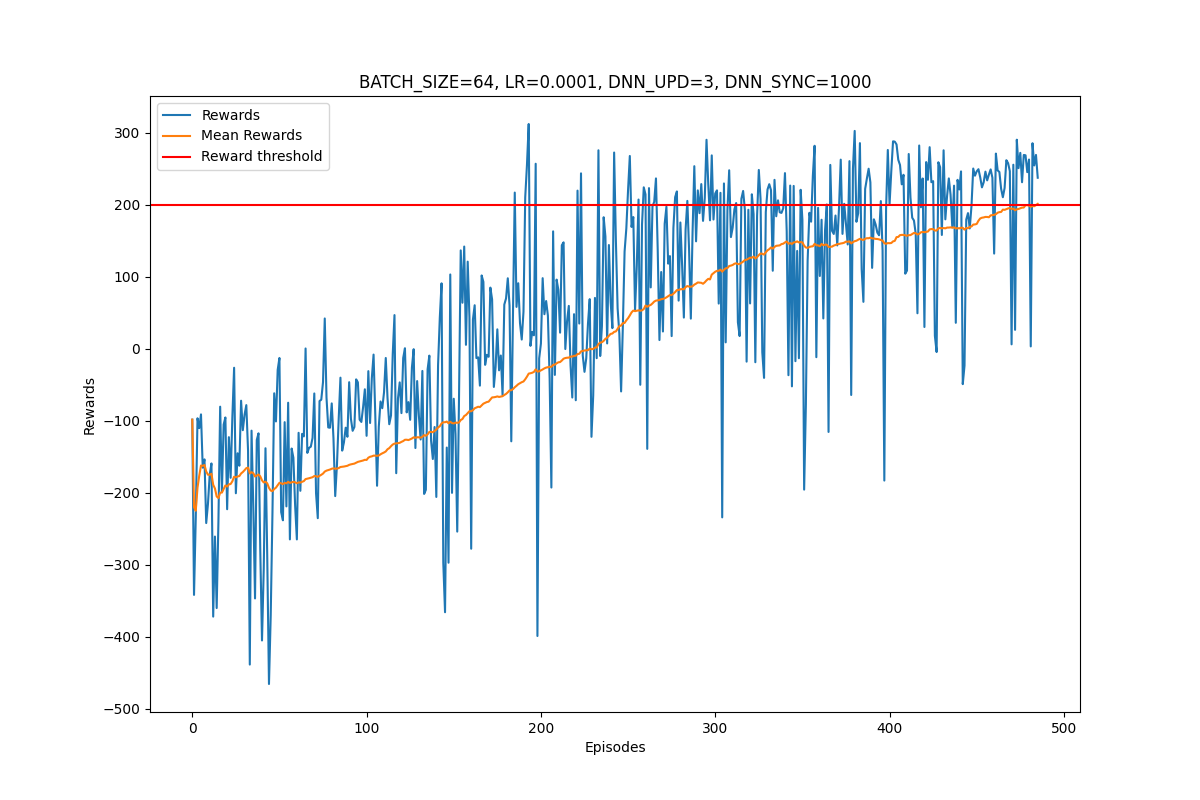 BATCH_SIZE=64, LR=0.0001, DNN_UPD=3, DNN_SYNC=1000
Rewards
Mean Rewards
Reward threshold
300
200
100
0
−100
−200
−300
−400
−500
Rewards
0 100 200 300 400 500
Episodes